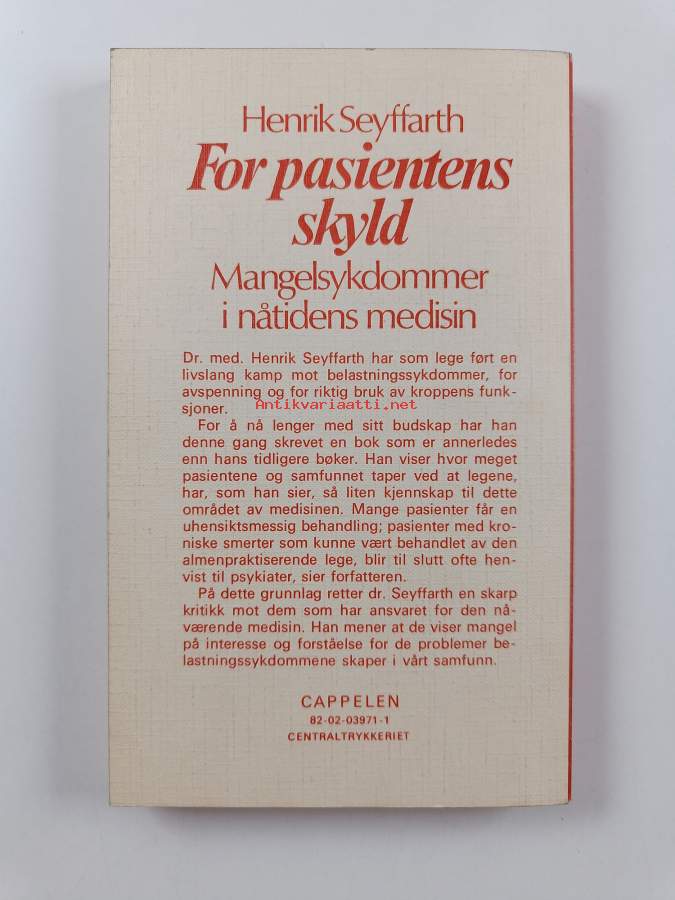 Henrik Seyffarth
For pasientens
skyld
Mangelsykdommer
i nåtidens medisin
Dr. med. Henrik Seyffarth har som lege ført en
livslang kamp mot belastningssykdommer, for
avspenning og for riktig bruk av kroppens funk-
sjoner.
Antikvariaatti.net
For å nå lenger med sitt budskap har han
denne gang skrevet en bok som er annerledes
enn hans tidligere bøker. Han viser hvor meget
pasientene og samfunnet taper ved at legene,
har, som han sier, så liten kjennskap til dette
området av medisinen. Mange pasienter får en
uhensiktsmessig behandling; pasienter med kro-
niske smerter som kunne vært behandlet av den
almenpraktiserende lege, blir til slutt ofte hen-
vist til psykiater, sier forfatteren.
På dette grunnlag retter dr. Seyffarth en skarp
kritikk mot dem som har ansvaret for den nå-
værende medisin. Han mener at de viser mangel
på interesse og forståelse for de problemer be-
lastningssykdommene skaper i vårt samfunn.
CAPPELEN
82-02-03971-1
CENTRALTRYKKERIET